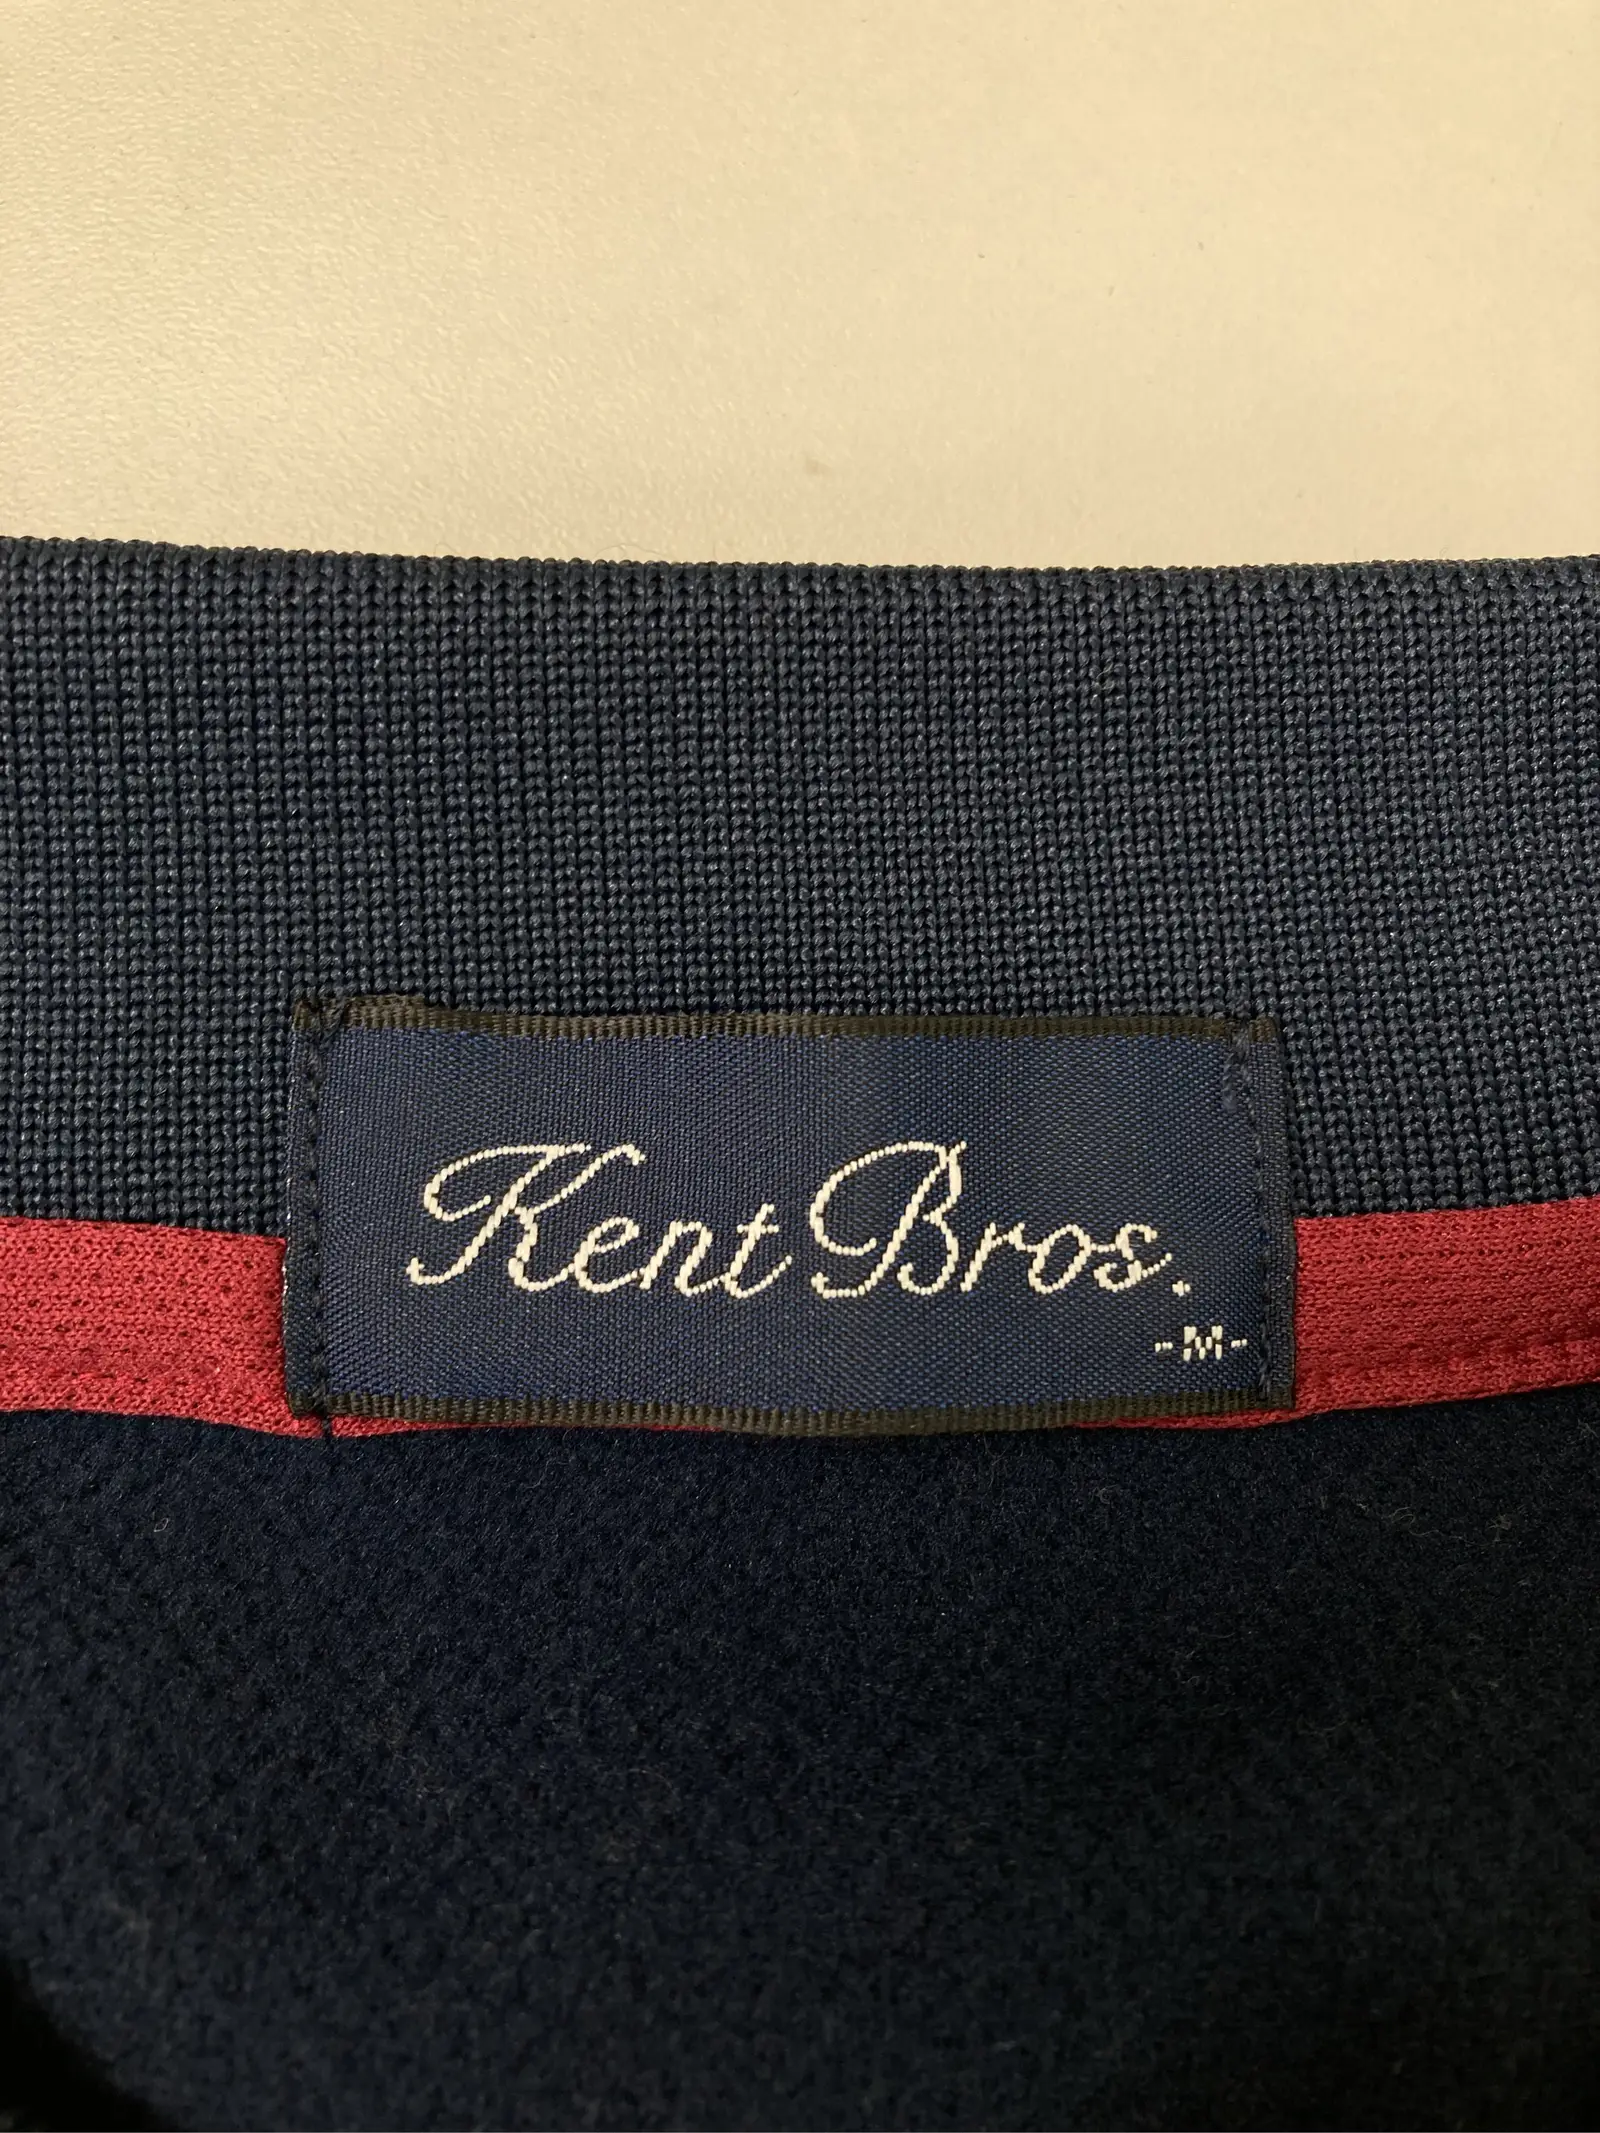 Kent Bros.
-M-